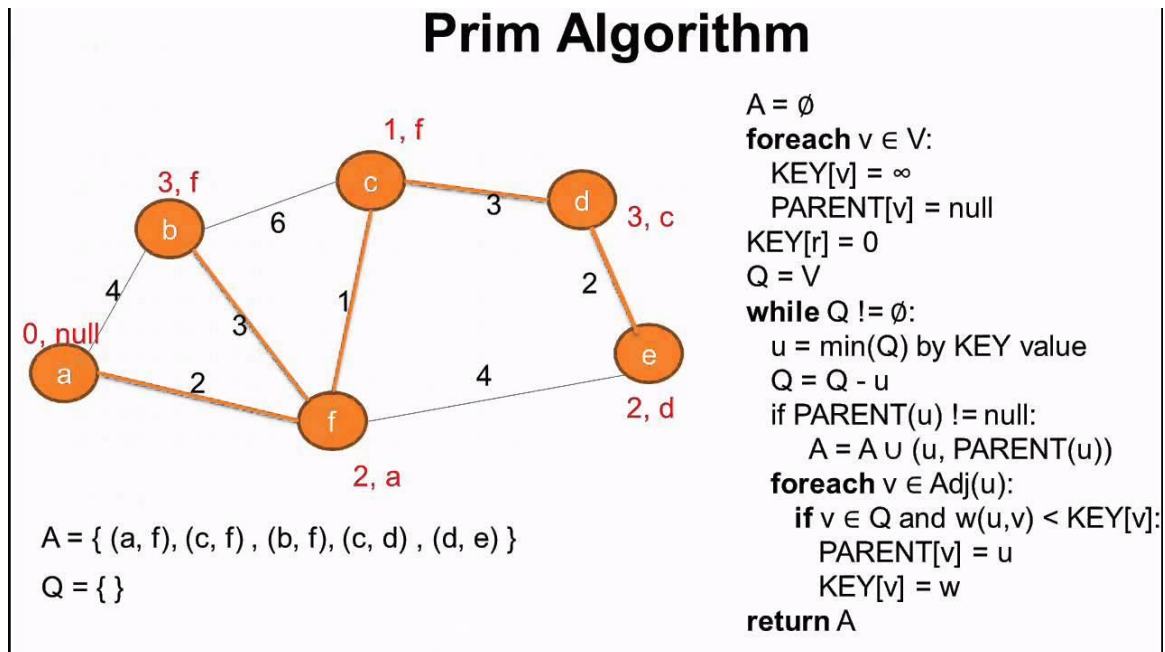 Prim Algorithm
1, f
3, f
c
3
d
3, c
b
6
4
3
1
2
0, null
a
2
4
e
2, d
f
2, a
A = { (a, f), (c, f) , (b, f), (c, d) , (d, e) }
Q = { }
A = ∅
foreach v ∈ V:
KEY[v] = ∞
PARENT[v] = null
KEY[r] = 0
Q = V
while Q != ∅:
u = min(Q) by KEY value
Q = Q - u
if PARENT(u) != null:
A = A ∪ (u, PARENT(u))
foreach v ∈ Adj(u):
if v ∈ Q and w(u,v) < KEY[v]:
PARENT[v] = u
KEY[v] = w
return A